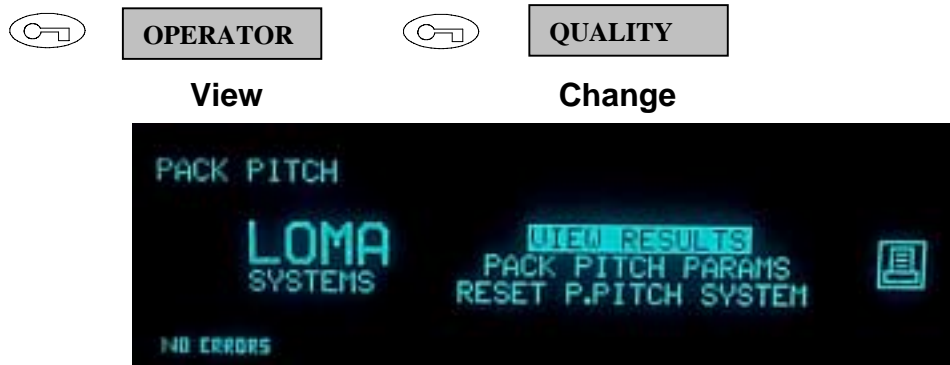 OPERATOR QUALITY
View Change
PACK PITCH
LOMA
SYSTEMS
VIEW RESULTS
PACK PITCH PARAMS
RESET P.PITCH SYSTEM
NO ERRORS